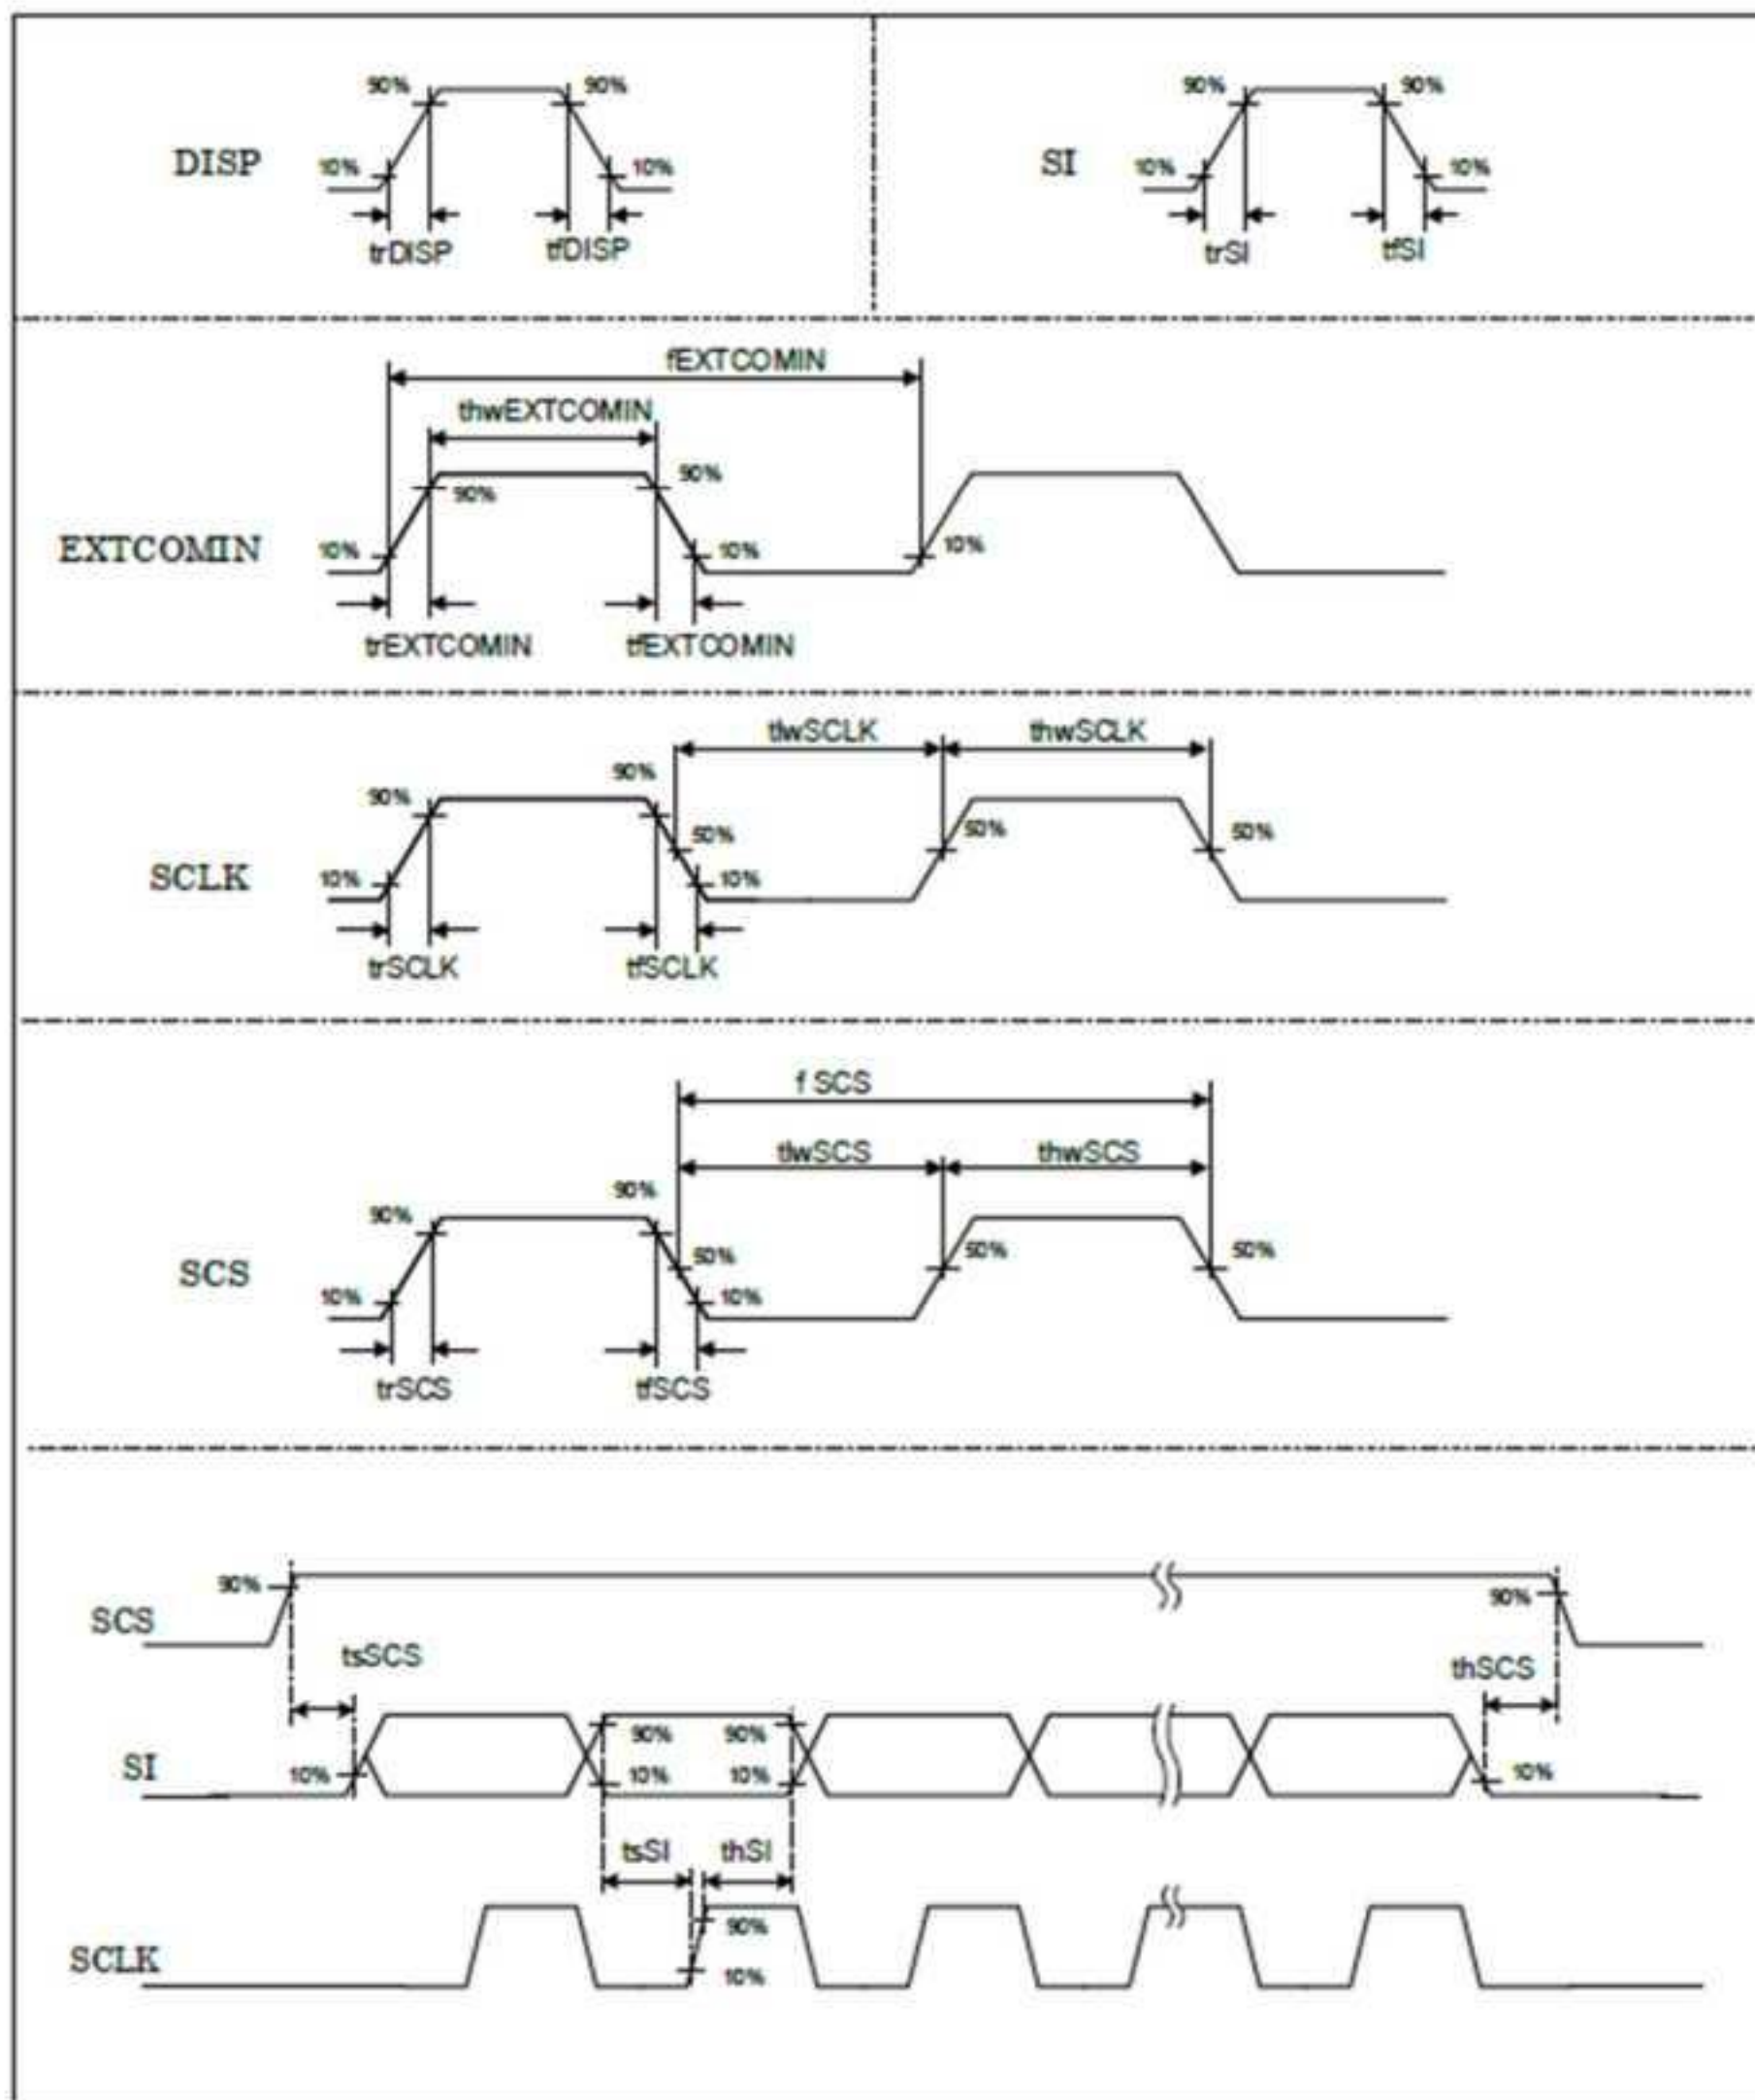 90% 90% 90% 90%
DISP 10% 10% SI 10% 10%
trDISP tfDISP trSI tfSI
fEXTCOMIN
thwEXTCOMIN
90% 90%
EXTCOMIN 10% 10% 10%
trEXTCOMIN tfEXTCOMIN
tlwSCLK thwSCLK
90% 90%
50% 50% 50%
SCLK 10% 10%
trSCLK tfSCLK
f SCS
tlwSCS thwSCS
90% 90%
50% 50% 50%
SCS 10% 10%
trSCS tfSCS
90% 90%
SCS
tsSCS thSCS
90% 90%
SI 10% 10% 10% 10%
tsSI thSI
90%
SCLK 10%